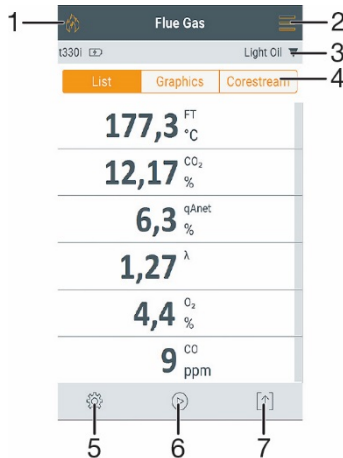 1 Flue Gas 2
t330i Light Oil 3
List Graphics Corestream 4
177,3 FT °C
12,17 CO₂ %
6,3 qAnet %
1,27 λ
4,4 O₂ %
9 CO ppm
5 6 7